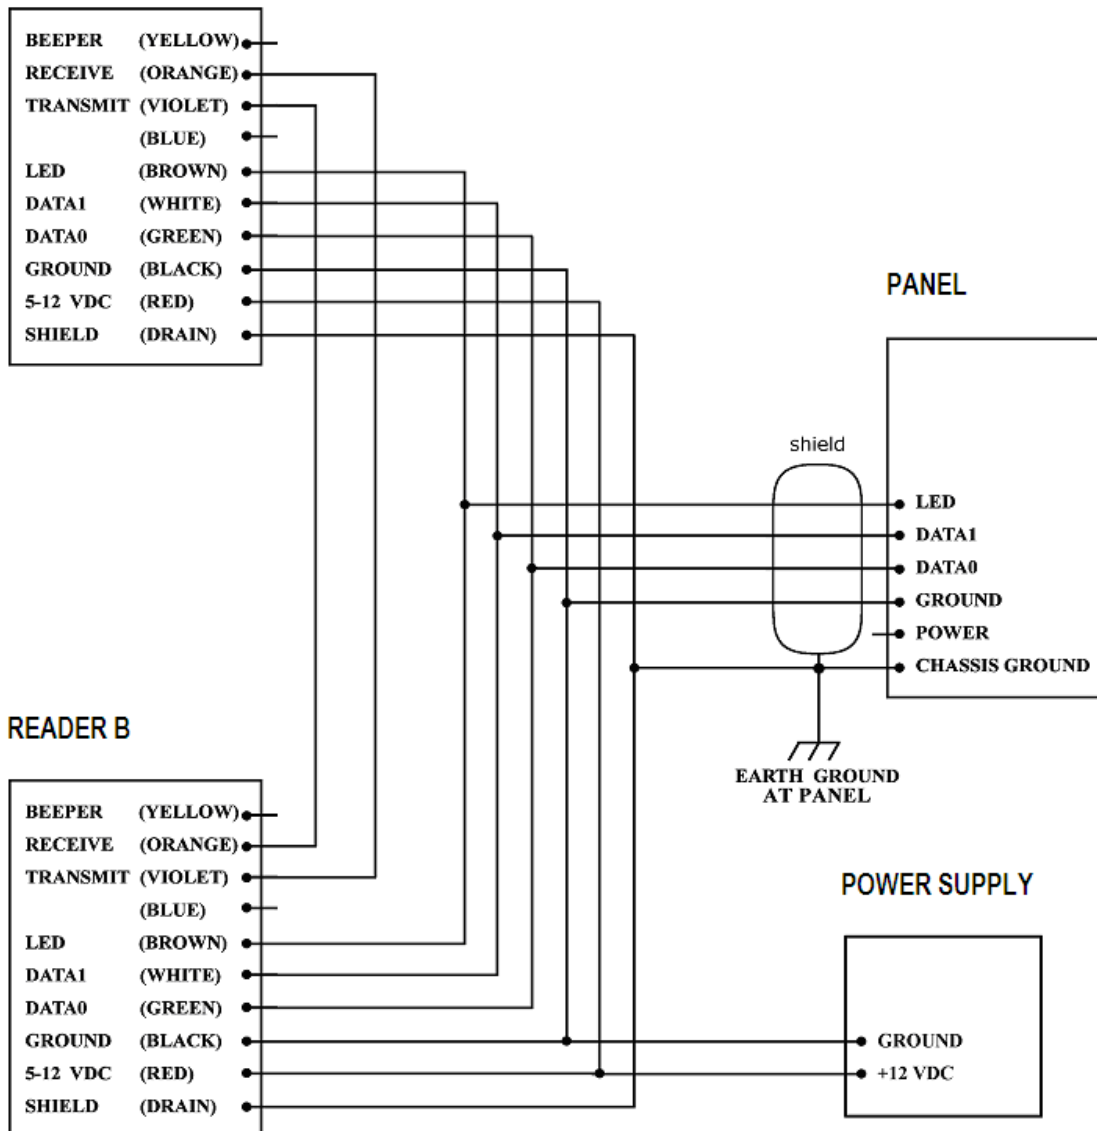 BEEPER (YELLOW)
RECEIVE (ORANGE)
TRANSMIT (VIOLET)
(BLUE)
LED (BROWN)
DATA1 (WHITE)
DATA0 (GREEN)
GROUND (BLACK)
5-12 VDC (RED)
SHIELD (DRAIN)
PANEL
shield
LED
DATA1
DATA0
GROUND
POWER
CHASSIS GROUND
EARTH GROUND
AT PANEL
READER B
BEEPER (YELLOW)
RECEIVE (ORANGE)
TRANSMIT (VIOLET)
(BLUE)
LED (BROWN)
DATA1 (WHITE)
DATA0 (GREEN)
GROUND (BLACK)
5-12 VDC (RED)
SHIELD (DRAIN)
POWER SUPPLY
GROUND
+12 VDC